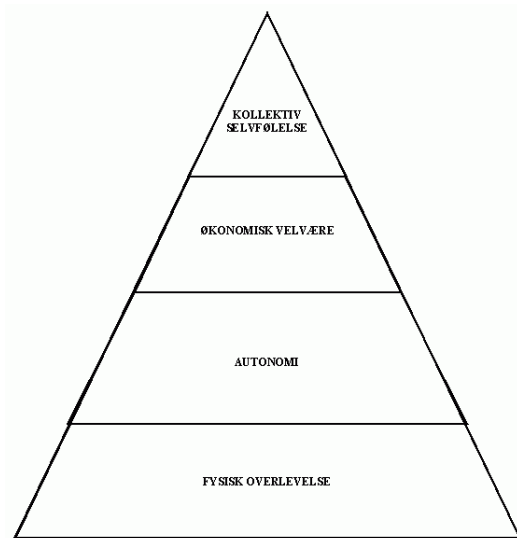 KOLLEKTIV
SELVFØLELSE
ØKONOMISK VELVÆRE
AUTONOMI
FYSISK OVERLEVELSE